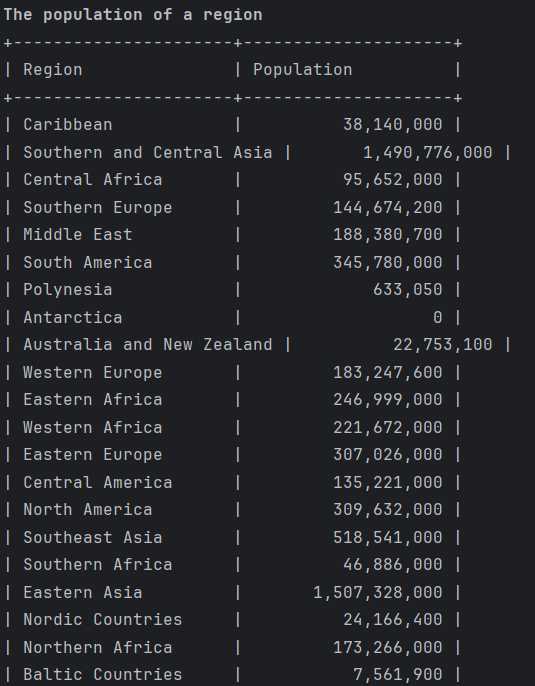 The population of a region
+----------------------+---------------------+
| Region               | Population          |
+----------------------+---------------------+
| Caribbean            |          38,140,000 |
| Southern and Central Asia |       1,490,776,000 |
| Central Africa       |          95,652,000 |
| Southern Europe      |         144,674,200 |
| Middle East          |         188,380,700 |
| South America        |         345,780,000 |
| Polynesia            |             633,050 |
| Antarctica           |                   0 |
| Australia and New Zealand |          22,753,100 |
| Western Europe       |         183,247,600 |
| Eastern Africa       |         246,999,000 |
| Western Africa       |         221,672,000 |
| Eastern Europe       |         307,026,000 |
| Central America      |         135,221,000 |
| North America        |         309,632,000 |
| Southeast Asia       |         518,541,000 |
| Southern Africa      |          46,886,000 |
| Eastern Asia         |       1,507,328,000 |
| Nordic Countries     |          24,166,400 |
| Northern Africa      |         173,266,000 |
| Baltic Countries     |           7,561,900 |